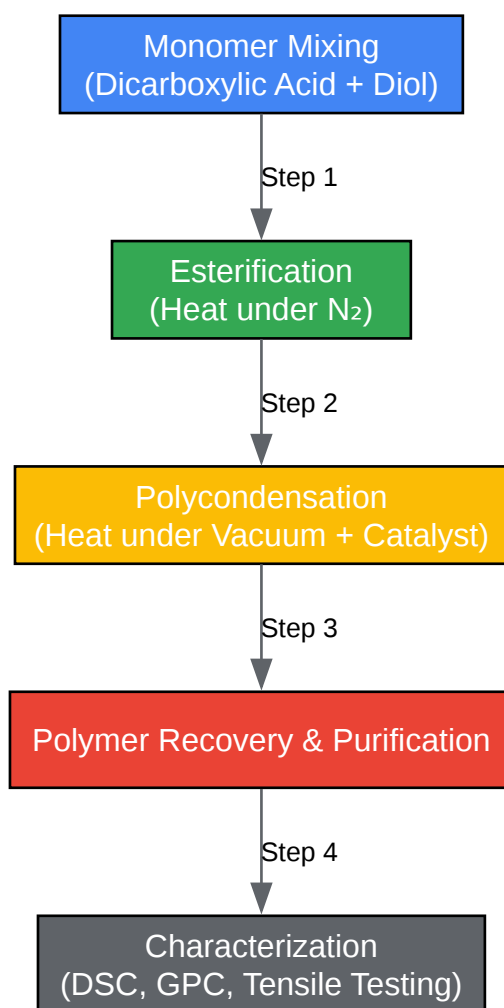 Monomer Mixing
(Dicarboxylic Acid + Diol)
Step 1
Esterification
(Heat under N₂)
Step 2
Polycondensation
(Heat under Vacuum + Catalyst)
Step 3
Polymer Recovery & Purification
Step 4
Characterization
(DSC, GPC, Tensile Testing)